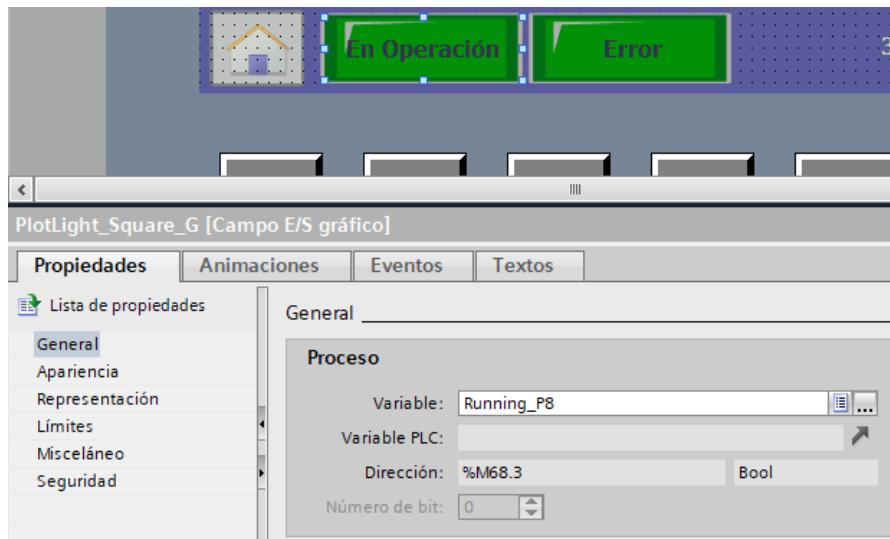 En Operación
Error
3
PlotLight_Square_G [Campo E/S gráfico]
Propiedades
Animaciones
Eventos
Textos
Lista de propiedades
General
Apariencia
Representación
Límites
Misceláneo
Seguridad
General
Proceso
Variable: Running_P8 ...
Variable PLC:
Dirección: %M68.3 Bool
Número de bit: 0